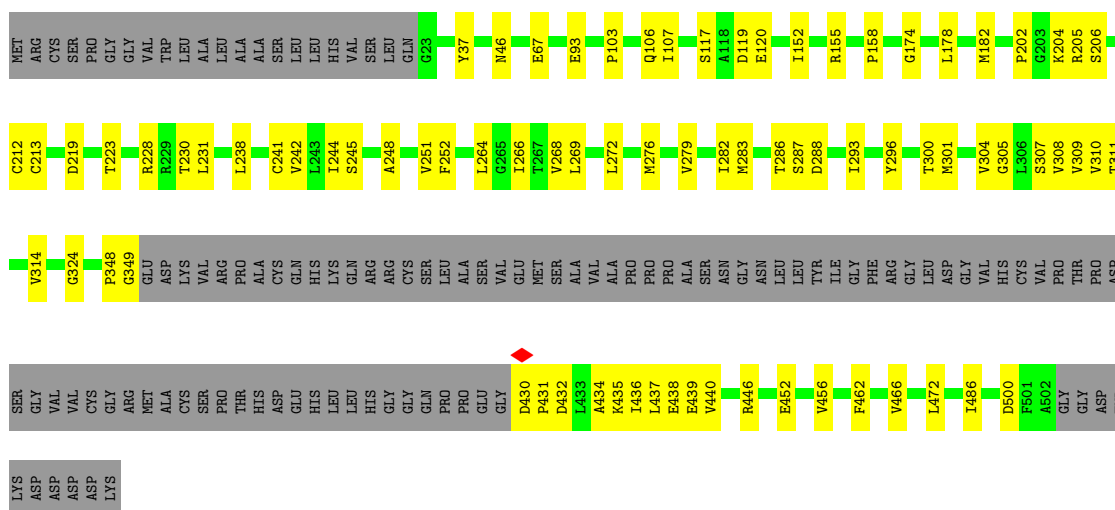 MET ARG CYS SER PRO GLY GLY VAL TRP LEU ALA ALA ALA SER LEU LEU HIS VAL SER LEU GLN G23 Y37 N46 E67 E93 P103 Q106 I107 S117 A118 D119 E120 I152 R155 P158 G174 L178 M182 P202 G203 K204 R205 S206
C212 C213 D219 T223 R228 R229 T230 L231 L238 C241 V242 L243 I244 S245 A248 V251 F252 L264 G265 I266 T267 V268 L269 L272 M276 V279 I282 M283 T286 S287 D288 I293 Y296 T300 M301 V304 G305 L306 S307 V308 V309 V310 T311
V314 G324 P348 G349 GLU ASP LYS VAL ARG PRO ALA CYS GLN HIS LYS GLN ARG ARG CYS SER LEU ALA SER VAL GLU MET SER ALA VAL ALA PRO PRO PRO ALA SER ASN GLY ASN LEU LEU TYR ILE GLY PHE ARG GLY LEU ASP GLY VAL HIS CYS VAL PRO THR PRO ASP
SER GLY VAL VAL CYS GLY ARG MET ALA CYS SER PRO THR HIS ASP GLU HIS LEU LEU HIS GLY GLY GLN PRO PRO GLU GLY D430 P431 D432 L433 A434 K435 I436 L437 E438 E439 V440 R446 E452 V456 F462 V466 L472 I486 D500 F501 A502 GLY GLY ASP
LYS ASP ASP ASP ASP LYS